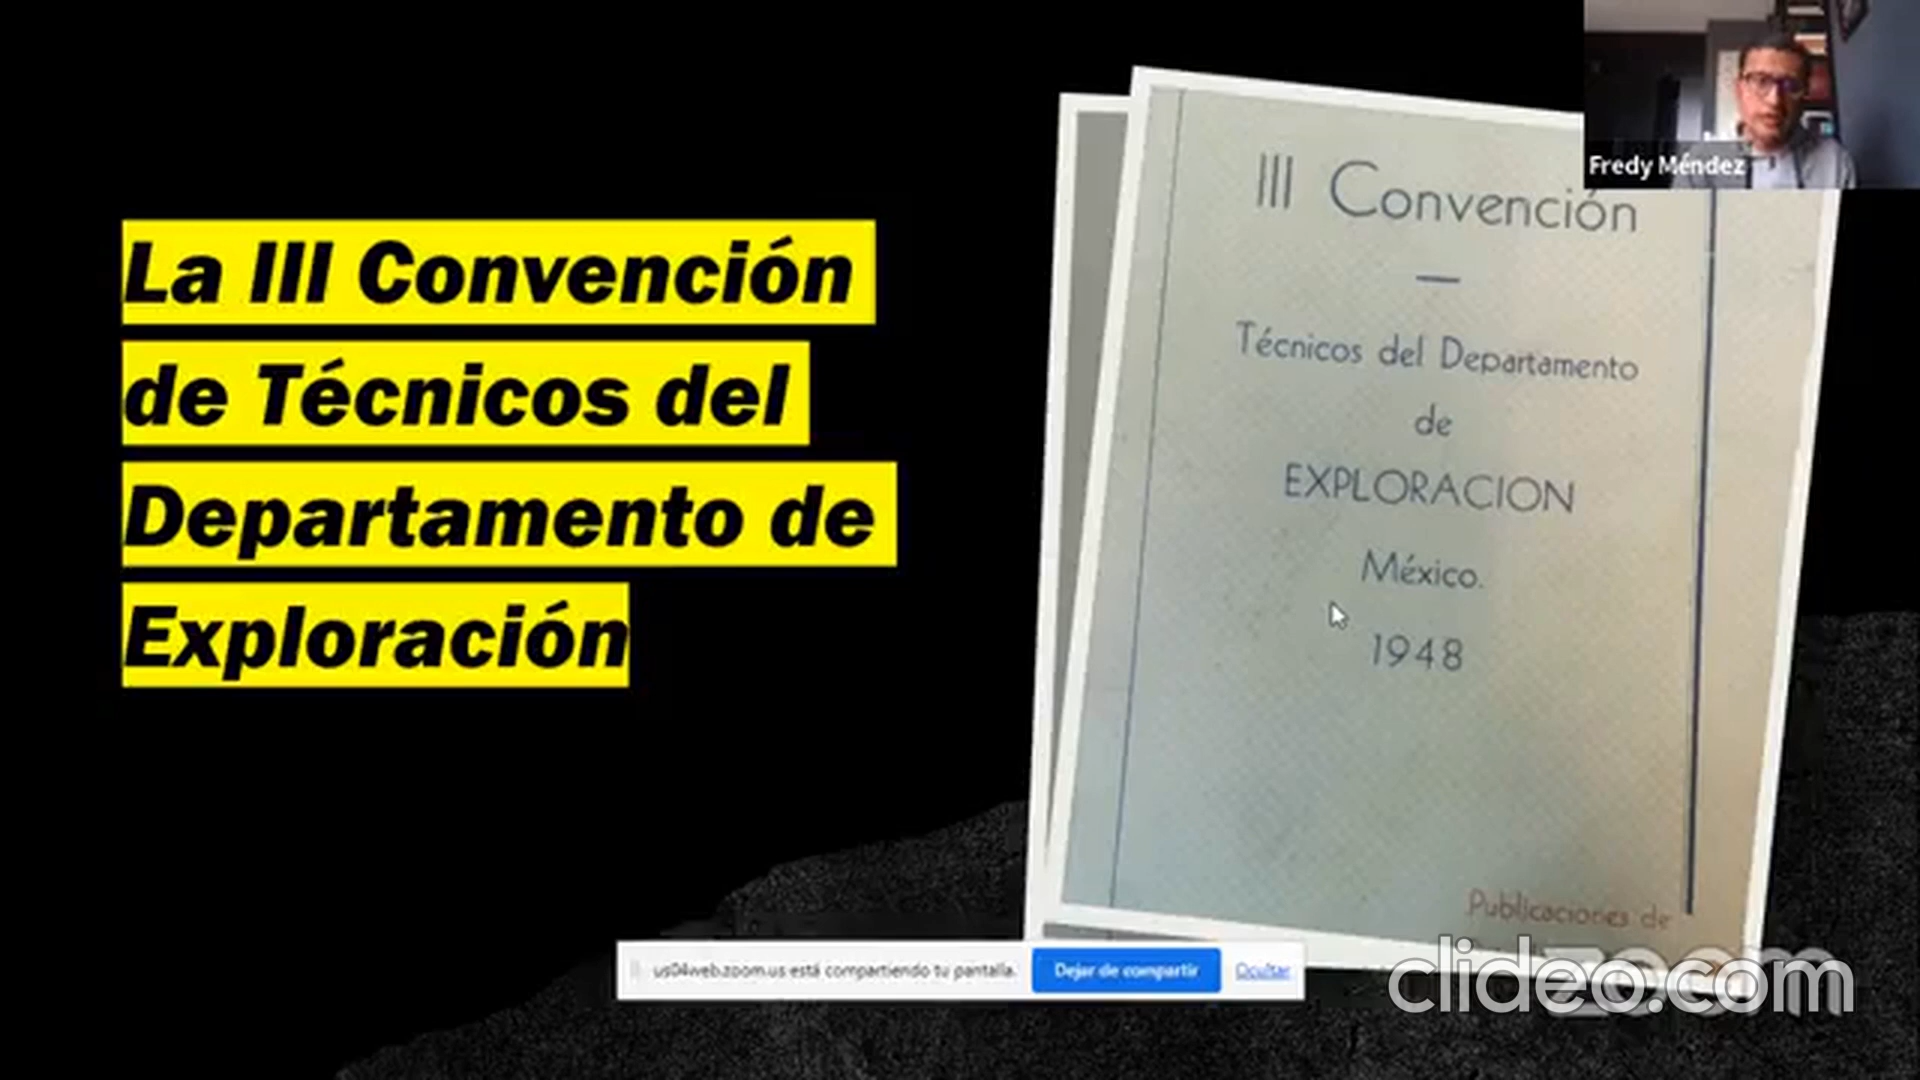 La III Convención
de Técnicos del
Departamento de
Exploración
III Convención
Técnicos del Departamento
de
EXPLORACION
México.
1948
Publicaciones de
Fredy Méndez
us04web.zoom.us está compartiendo tu pantalla.
Dejar de compartir
Ocultar
zoom
clideo.com